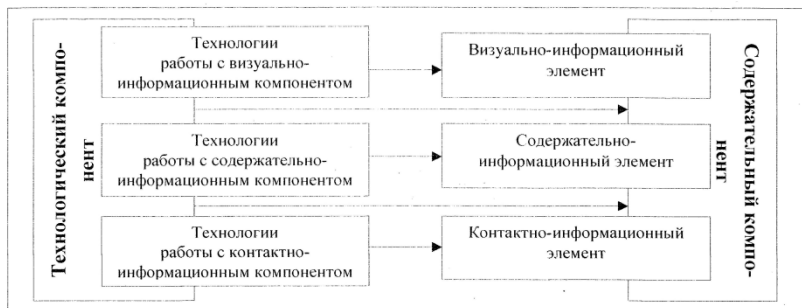 Технологический компо-
нент
Технологии
работы с визуально-
информационным компонентом
Визуально-информационный
элемент
Технологии
работы с содержательно-
информационным компонентом
Содержательно-
информационный элемент
Технологии
работы с контактно-
информационным компонентом
Контактно-информационный
элемент
Содержательный компо-
нент